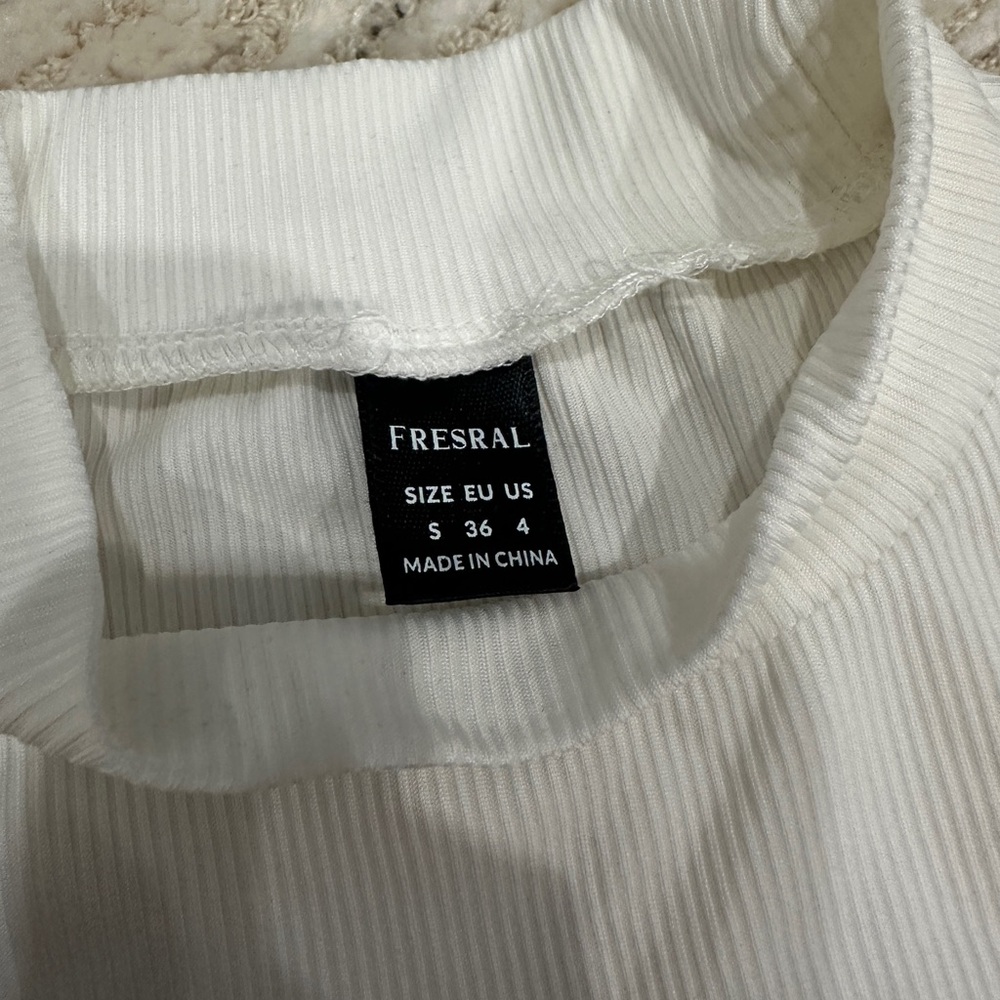 FRESRAL
SIZE EU US
S 36 4
MADE IN CHINA